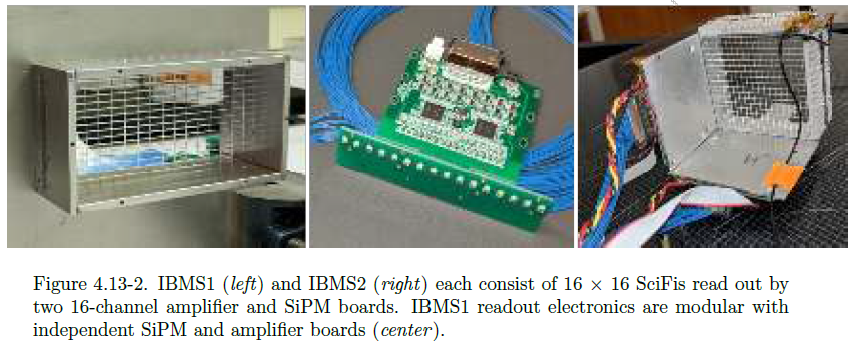 Figure 4.13-2. IBMS1 (left) and IBMS2 (right) each consist of 16 × 16 SciFis read out by
two 16-channel amplifier and SiPM boards. IBMS1 readout electronics are modular with
independent SiPM and amplifier boards (center).